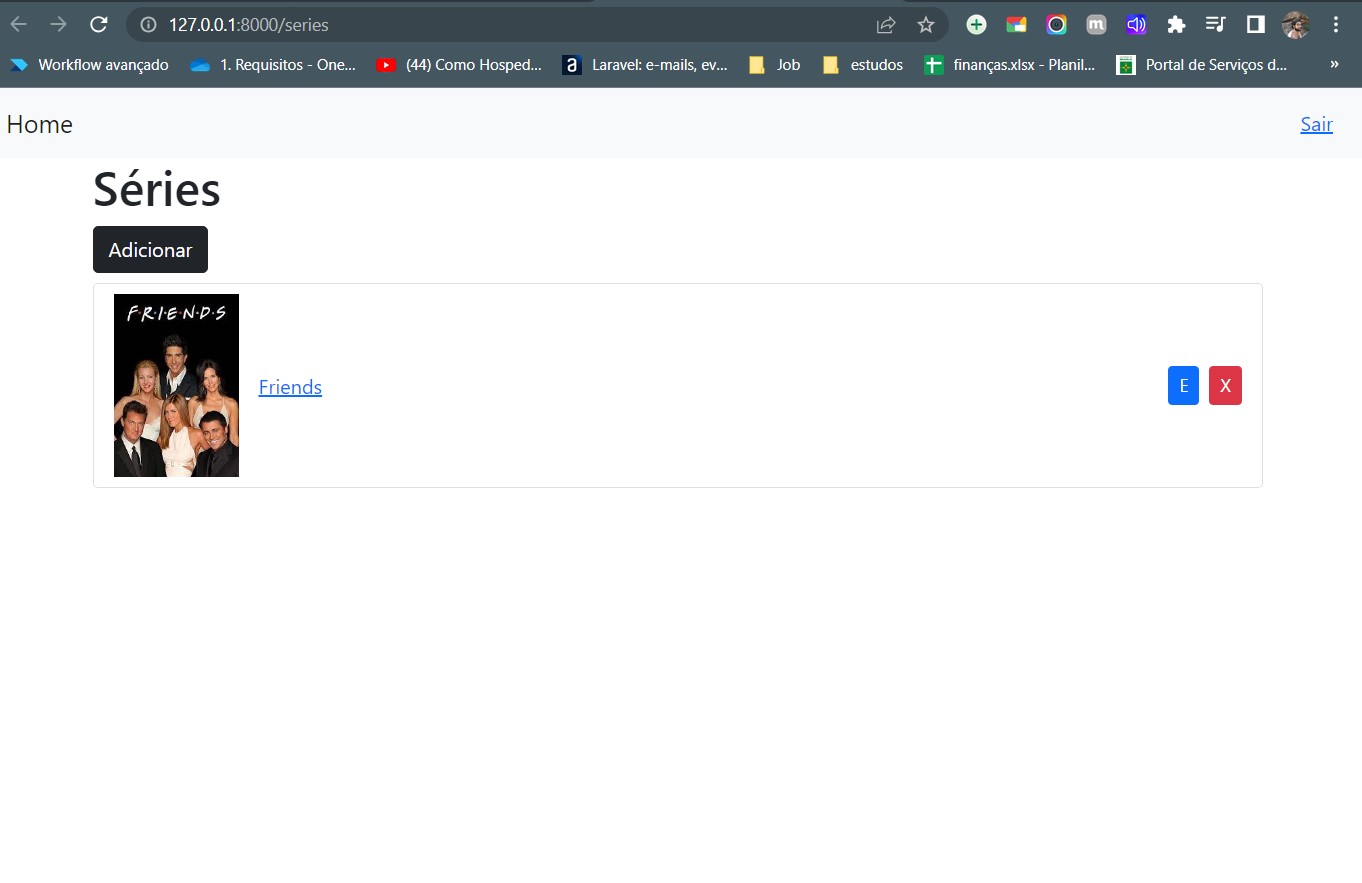 127.0.0.1:8000/series
m
Workflow avançado 1. Requisitos - One... (44) Como Hosped... a Laravel: e-mails, ev... Job estudos finanças.xlsx - Planil... Portal de Serviços d... »
Home Sair
Séries
Adicionar
F·R·I·E·N·D·S
Friends E X